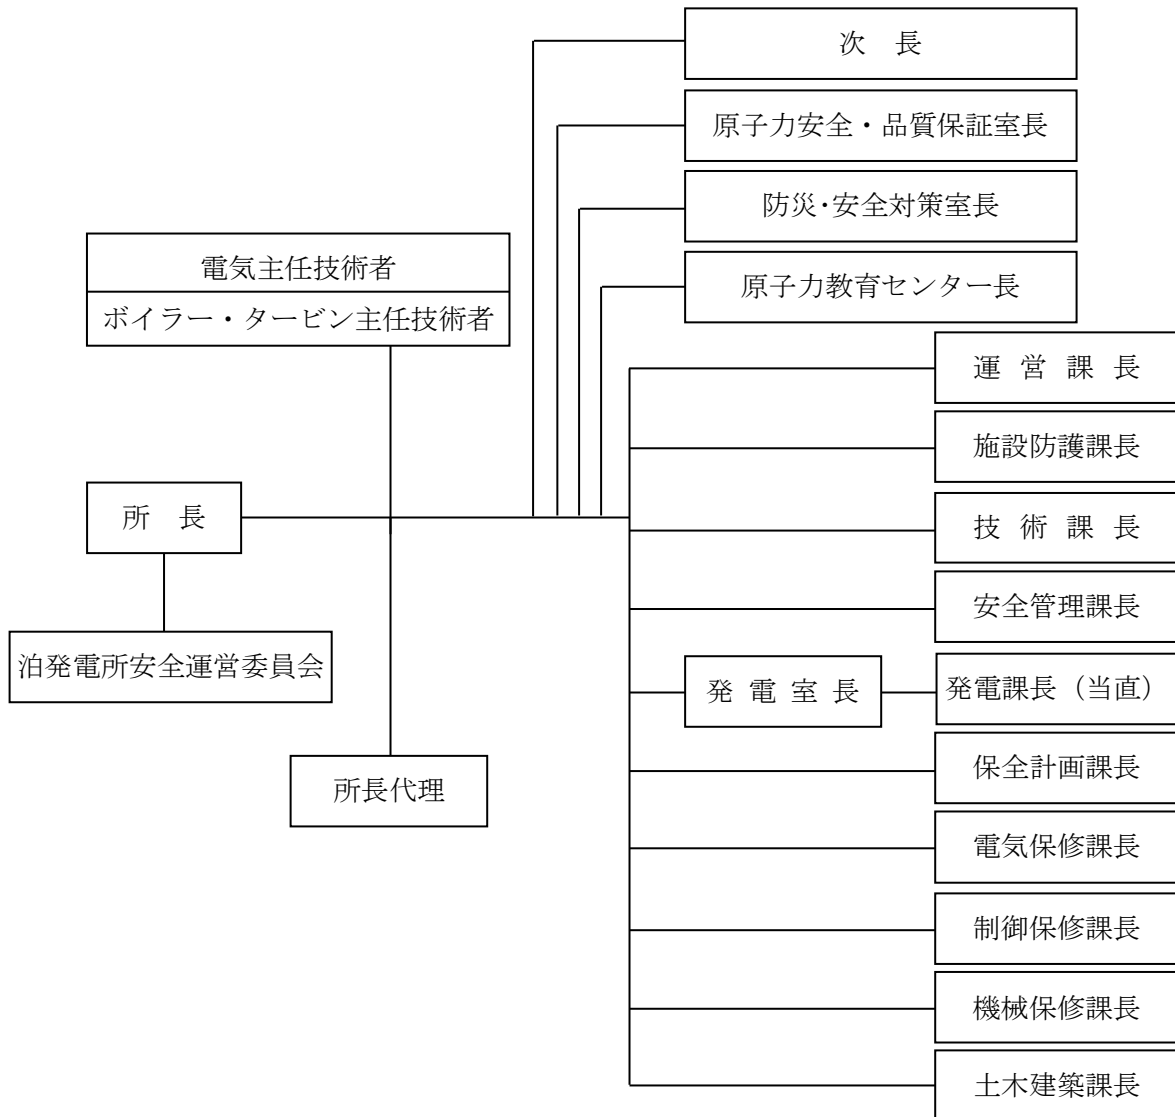 次　長
原子力安全・品質保証室長
防災･安全対策室長
原子力教育センター長
電気主任技術者
ボイラー・タービン主任技術者
運 営 課 長
施設防護課長
技 術 課 長
安全管理課長
所　長
泊発電所安全運営委員会
発 電 室 長
発電課長（当直）
所長代理
保全計画課長
電気保修課長
制御保修課長
機械保修課長
土木建築課長